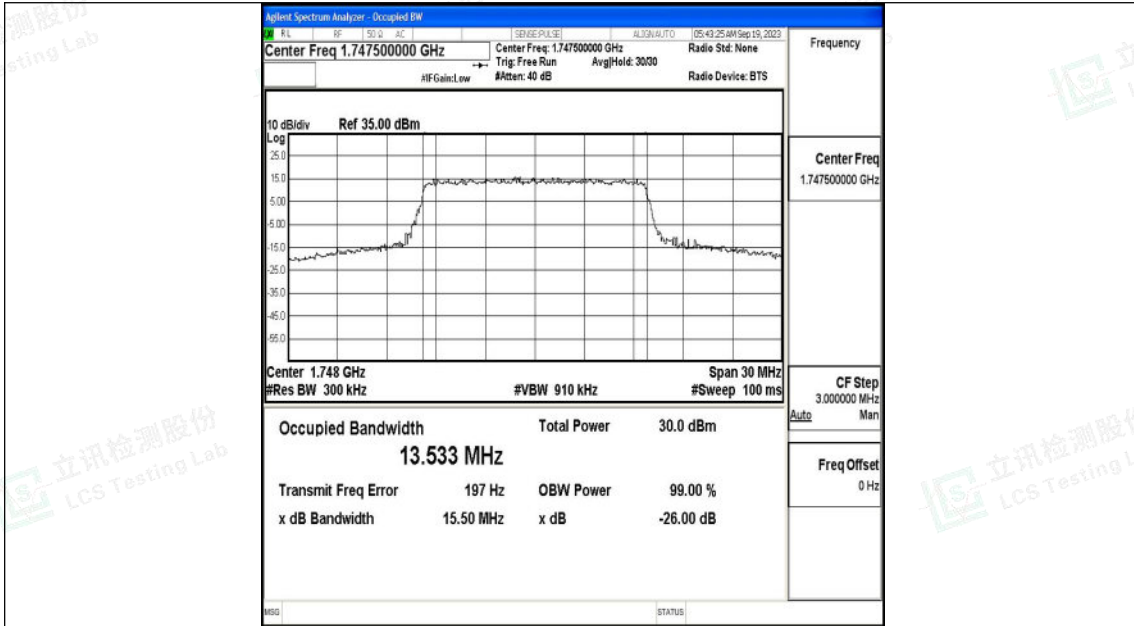 Agilent Spectrum Analyzer - Occupied BW
RL RF 50 Ω AC SENSE:PULSE ALIGNAUTO 05:43:25 AM Sep 19, 2023
Center Freq 1.747500000 GHz
Center Freq: 1.747500000 GHz
Radio Std: None
Trig: Free Run Avg|Hold: 30/30
#IFGain:Low
#Atten: 40 dB
Radio Device: BTS
10 dB/div Ref 35.00 dBm
Log
25.0
15.0
5.00
-5.00
-15.0
-25.0
-35.0
-45.0
-55.0
Center 1.748 GHz Span 30 MHz
#Res BW 300 kHz #VBW 910 kHz #Sweep 100 ms
Occupied Bandwidth Total Power 30.0 dBm
13.533 MHz
Transmit Freq Error 197 Hz OBW Power 99.00 %
x dB Bandwidth 15.50 MHz x dB -26.00 dB
MSG STATUS
Frequency
Center Freq
1.747500000 GHz
CF Step
3.000000 MHz
Auto Man
Freq Offset
0 Hz
立讯检测股份
LCS Testing Lab
立讯检测股份
LCS Testing L